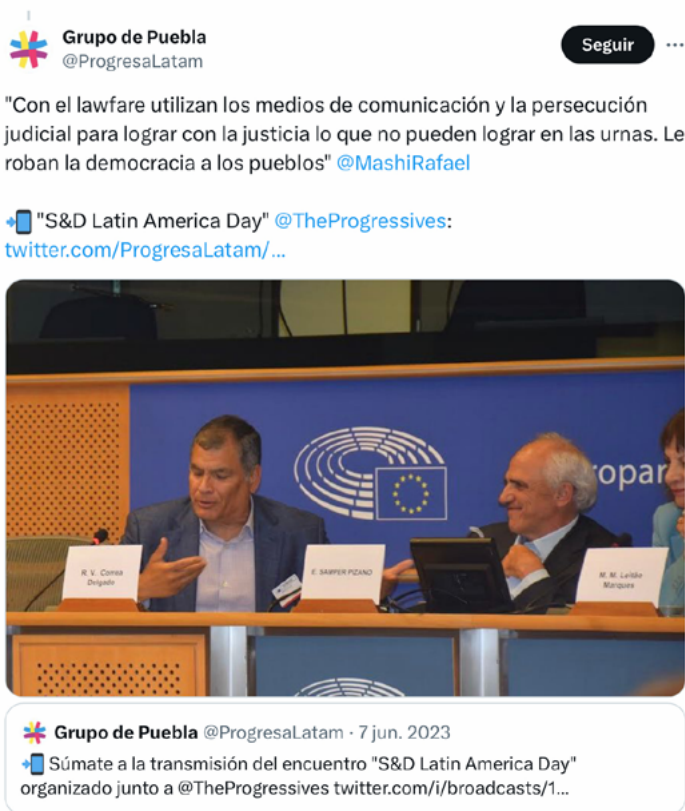 Grupo de Puebla
@ProgresaLatam
Seguir
"Con el lawfare utilizan los medios de comunicación y la persecución
judicial para lograr con la justicia lo que no pueden lograr en las urnas. Le
roban la democracia a los pueblos" @MashiRafael
"S&D Latin America Day" @TheProgressives:
twitter.com/ProgresaLatam/...
ropar
R. V. Correa
Delgado
E. SAMPER PIZANO
M. M. Leitão
Marques
Grupo de Puebla @ProgresaLatam · 7 jun. 2023
Súmate a la transmisión del encuentro "S&D Latin America Day"
organizado junto a @TheProgressives twitter.com/i/broadcasts/1...